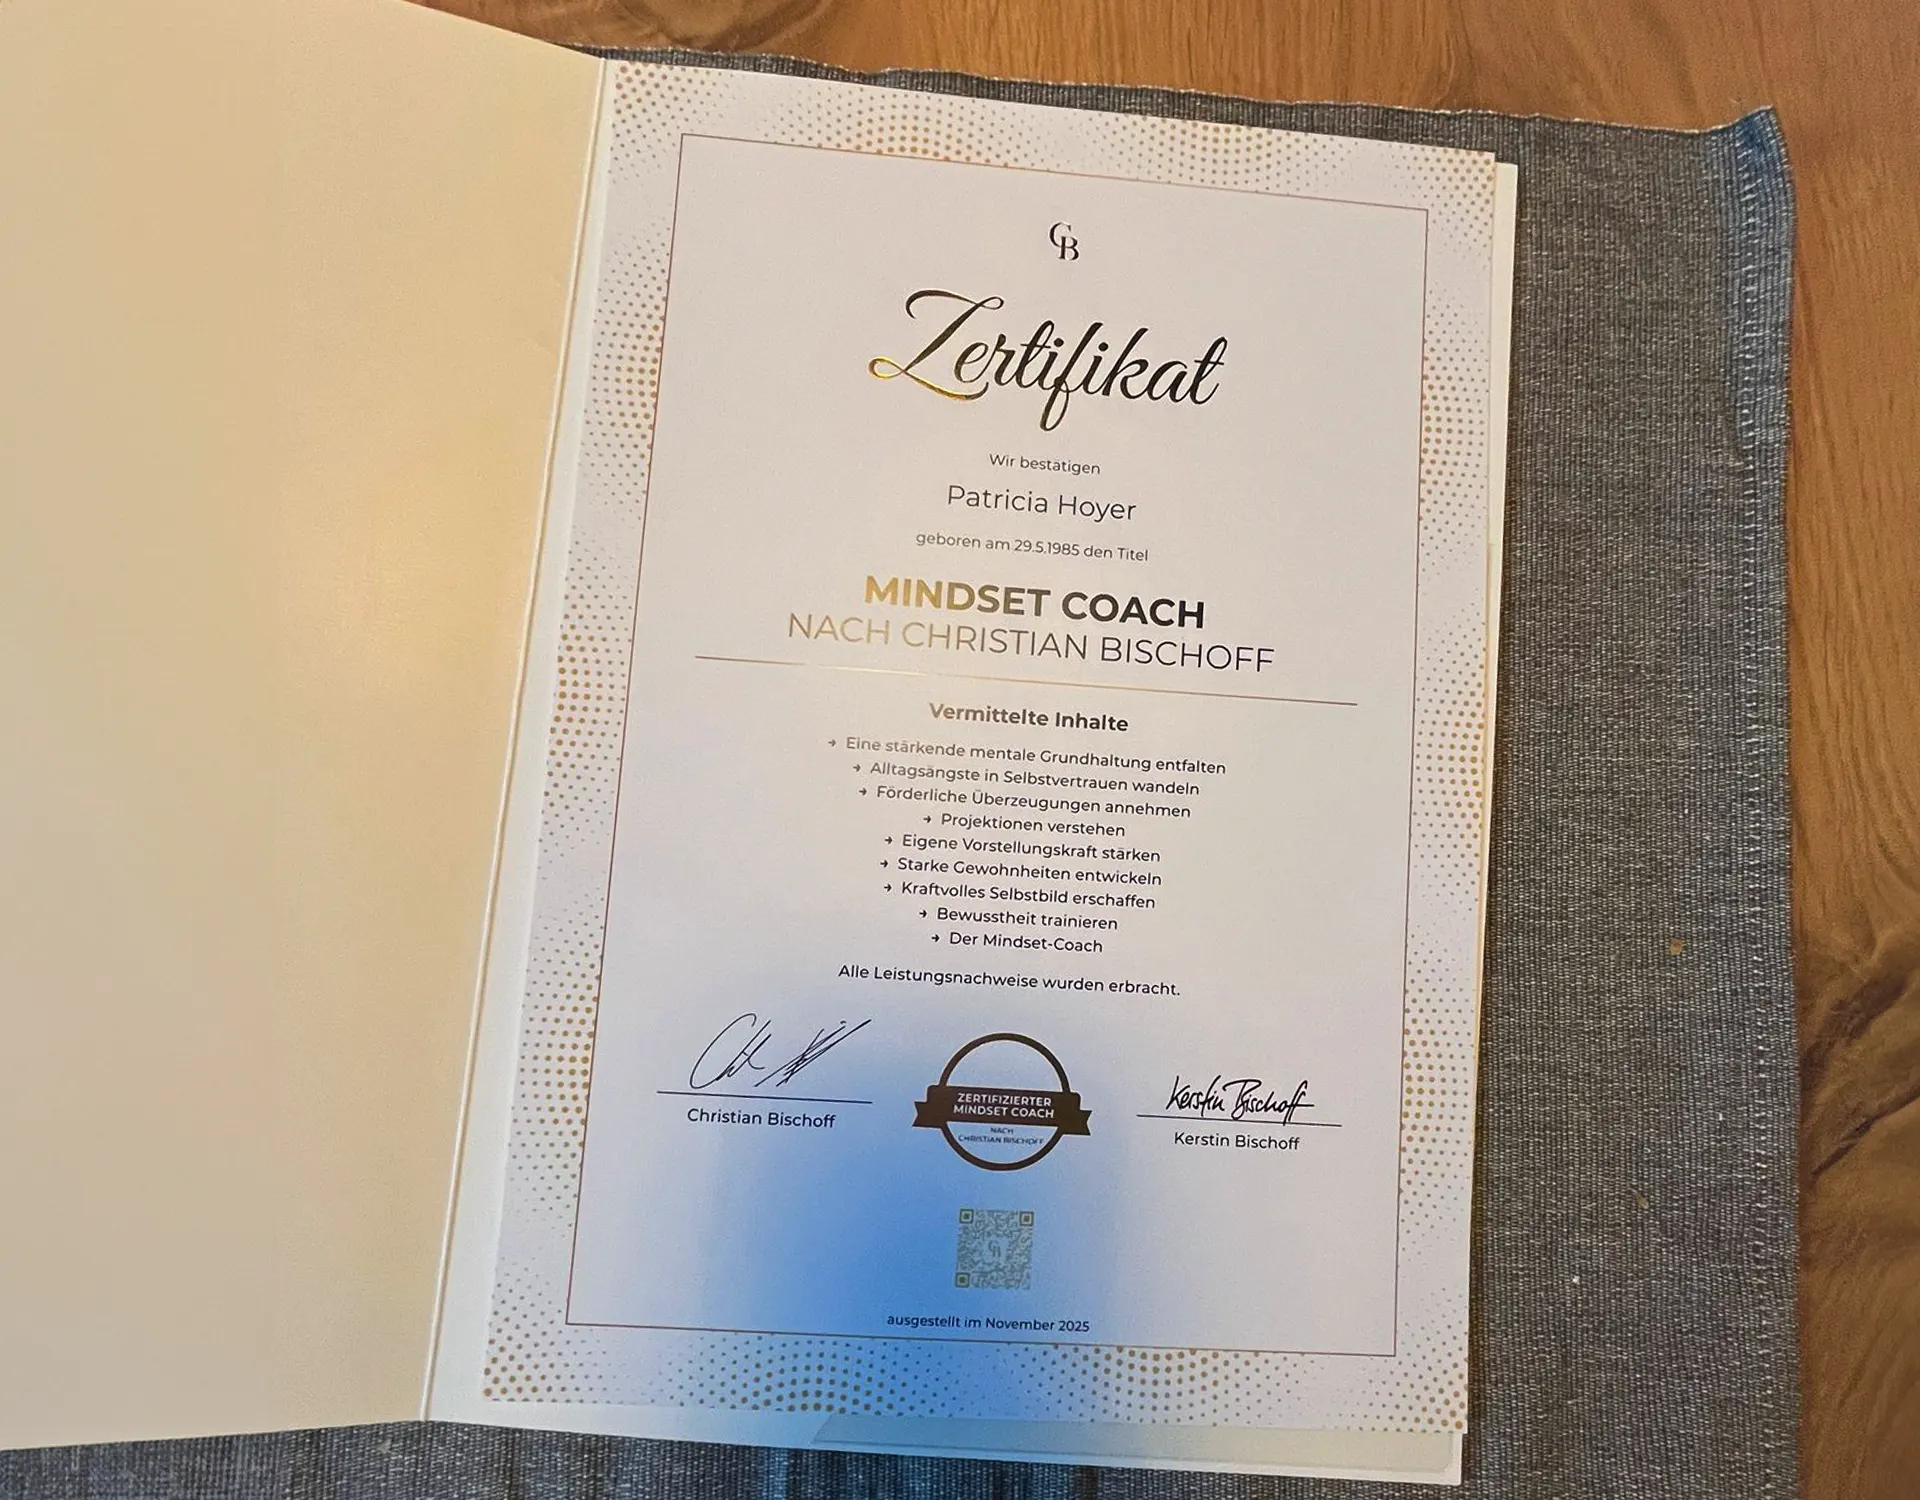 CB
Zertifikat
Wir bestätigen
Patricia Hoyer
geboren am 29.5.1985 den Titel
MINDSET COACH
NACH CHRISTIAN BISCHOFF
Vermittelte Inhalte
→ Eine stärkende mentale Grundhaltung entfalten
→ Alltagsängste in Selbstvertrauen wandeln
→ Förderliche Überzeugungen annehmen
→ Projektionen verstehen
→ Eigene Vorstellungskraft stärken
→ Starke Gewohnheiten entwickeln
→ Kraftvolles Selbstbild erschaffen
→ Bewusstheit trainieren
→ Der Mindset-Coach
Alle Leistungsnachweise wurden erbracht.
Christian Bischoff
ZERTIFIZIERTER
MINDSET COACH
NACH
CHRISTIAN BISCHOFF
Kerstin Bischoff
Kerstin Bischoff
CB
ausgestellt im November 2025